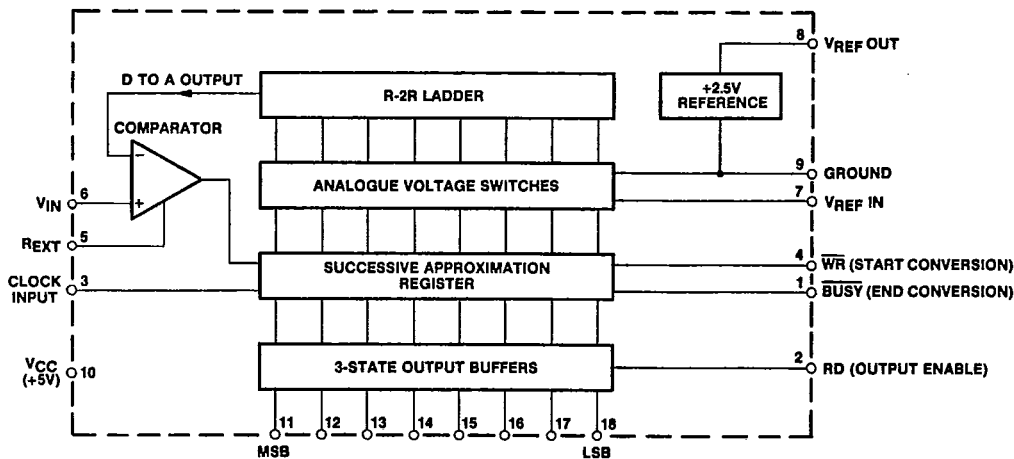 8
VREF OUT
D TO A OUTPUT
R-2R LADDER
+2.5V
REFERENCE
COMPARATOR
−
+
ANALOGUE VOLTAGE SWITCHES
9
GROUND
7
VREF IN
VIN
6
REXT
5
CLOCK
INPUT
3
SUCCESSIVE APPROXIMATION
REGISTER
4
WR (START CONVERSION)
1
BUSY (END CONVERSION)
VCC
(+5V)
10
3-STATE OUTPUT BUFFERS
2
RD (OUTPUT ENABLE)
11 12 13 14 15 16 17 18
MSB LSB